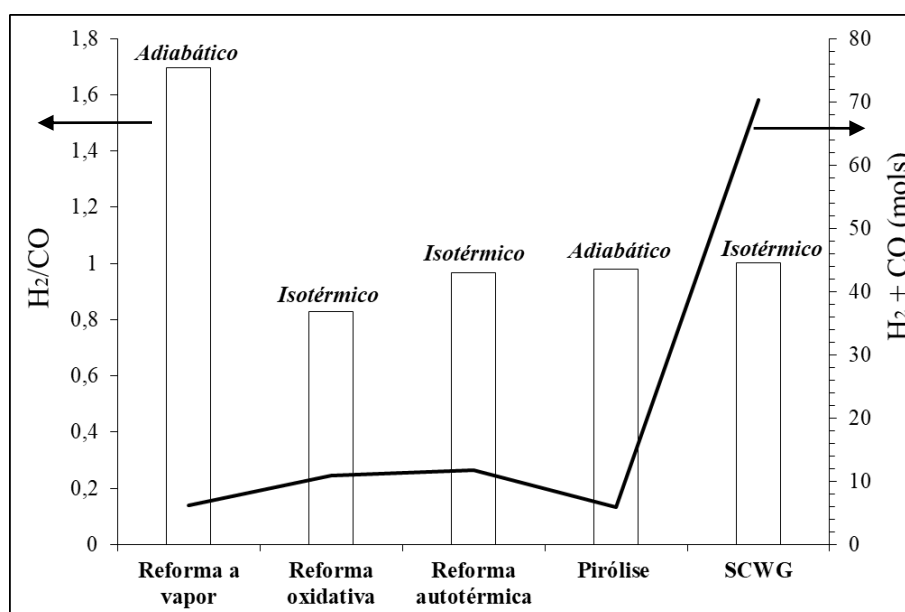 1,8
1,6
1,4
1,2
1
0,8
0,6
0,4
0,2
0
H₂/CO
Adiabático
Isotérmico
Isotérmico
Adiabático
Isotérmico
80
70
60
50
40
30
20
10
0
H₂ + CO (mols)
Reforma a
vapor
Reforma
oxidativa
Reforma
autotérmica
Pirólise
SCWG